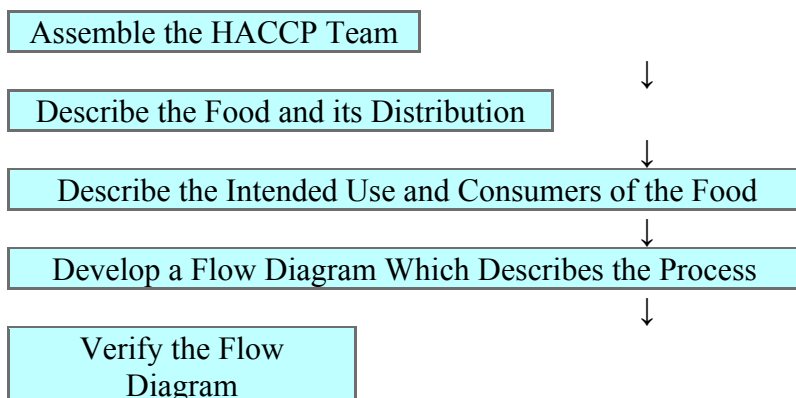 Assemble the HACCP Team
↓
Describe the Food and its Distribution
↓
Describe the Intended Use and Consumers of the Food
↓
Develop a Flow Diagram Which Describes the Process
↓
Verify the Flow
Diagram